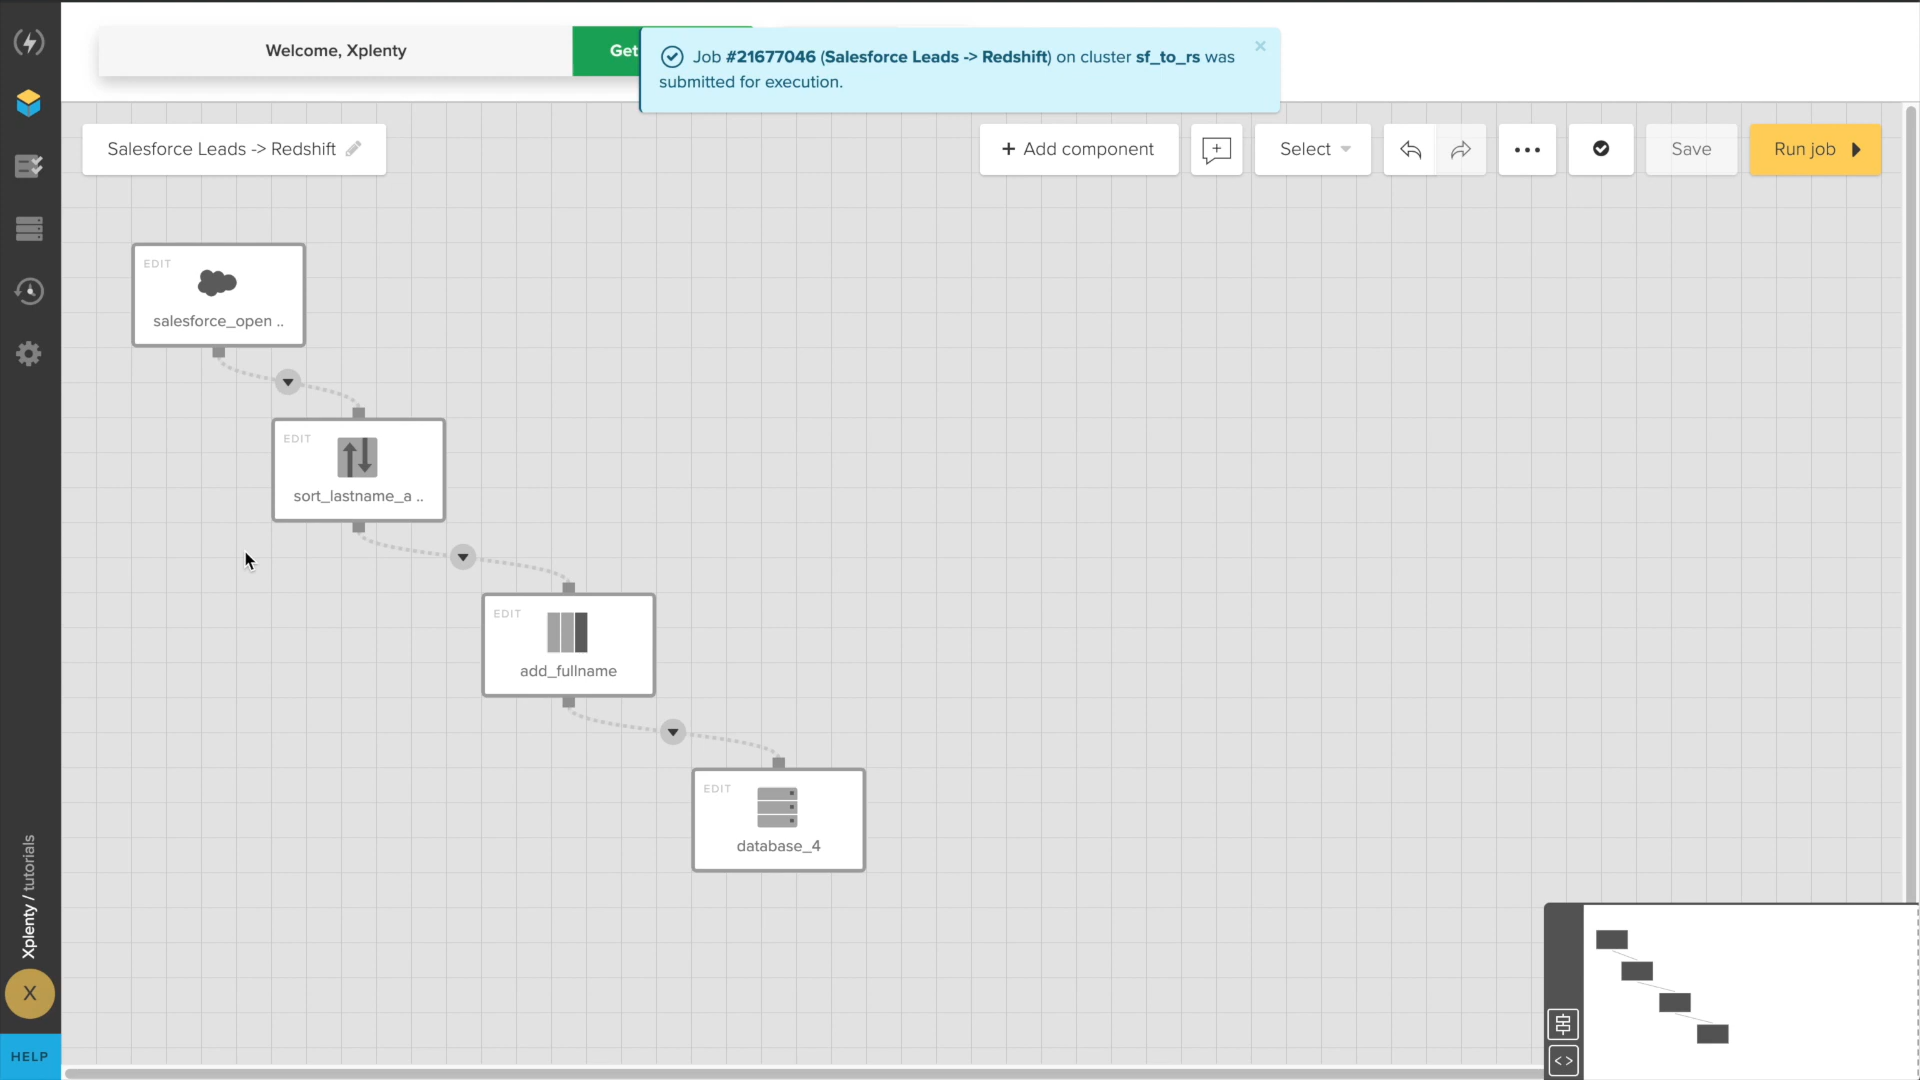 Welcome, Xplenty
Get
Job #21677046 (Salesforce Leads -> Redshift) on cluster sf_to_rs was
submitted for execution.
×
Salesforce Leads -> Redshift
+ Add component
Select
Save
Run job
EDIT
salesforce_open ..
EDIT
sort_lastname_a ..
EDIT
add_fullname
EDIT
database_4
Xplenty / tutorials
X
HELP
<>